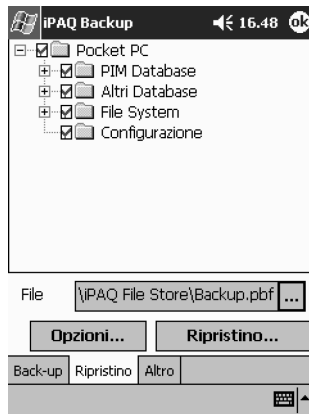 iPAQ Backup 16.48 ok
Pocket PC
PIM Database
Altri Database
File System
Configurazione
File \iPAQ File Store\Backup.pbf ...
Opzioni... Ripristino...
Back-up Ripristino Altro